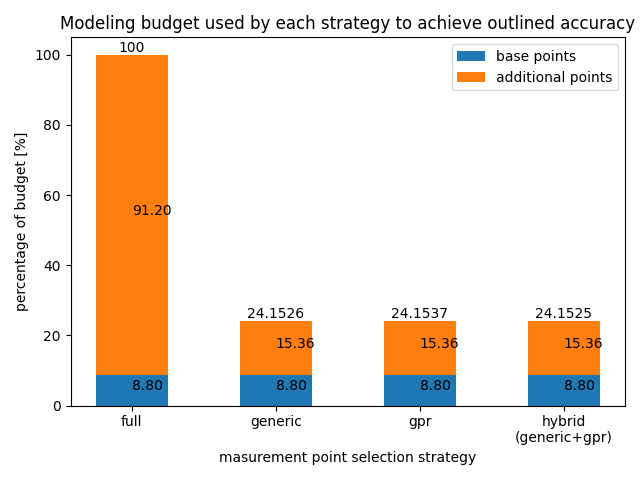 Modeling budget used by each strategy to achieve outlined accuracy
percentage of budget [%]
100
80
60
40
20
0
base points
additional points
100
91.20
8.80
24.1526
15.36
8.80
24.1537
15.36
8.80
24.1525
15.36
8.80
full
generic
gpr
hybrid
(generic+gpr)
masurement point selection strategy